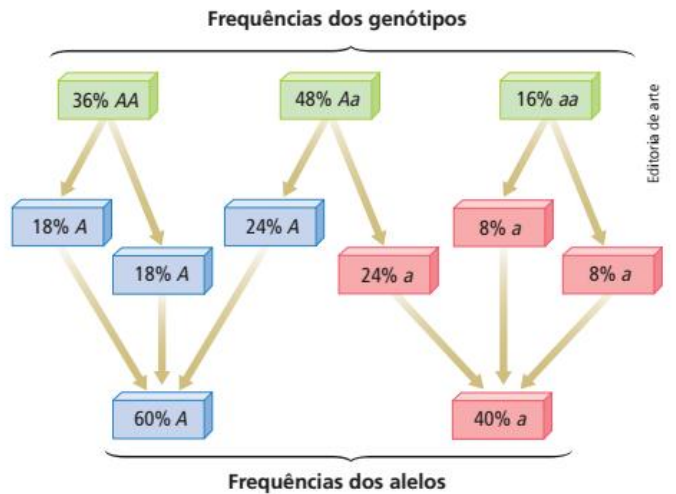 Frequências dos genótipos
36% AA
48% Aa
16% aa
Editoria de arte
18% A
24% A
8% a
18% A
24% a
8% a
60% A
40% a
Frequências dos alelos